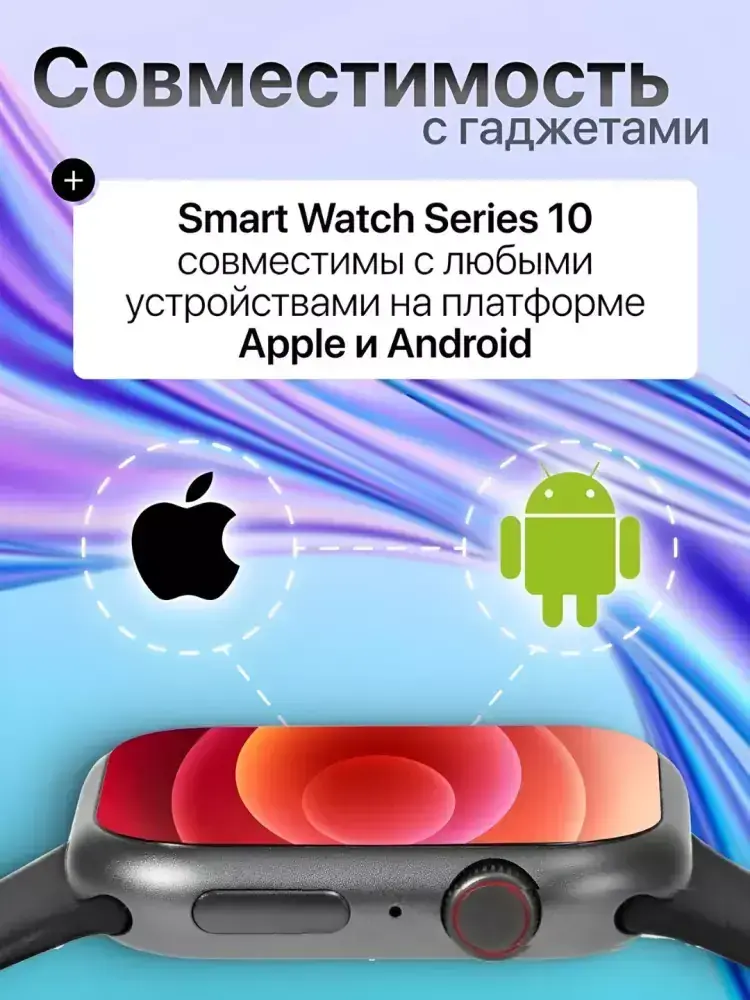 Совместимость
с гаджетами
Smart Watch Series 10
совместимы с любыми
устройствами на платформе
Apple и Android